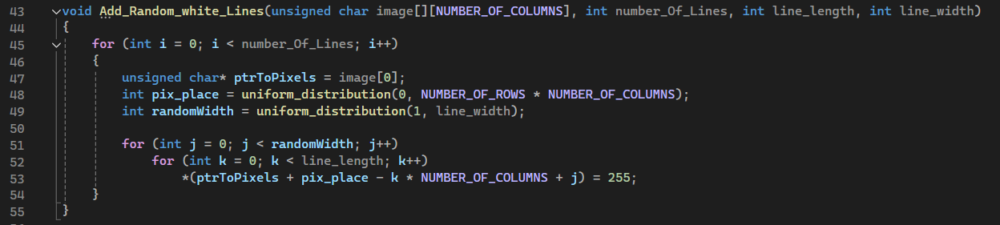 43 void Add_Random_white_Lines(unsigned char image[][NUMBER_OF_COLUMNS], int number_Of_Lines, int line_length, int line_width)
44 {
45 for (int i = 0; i < number_Of_Lines; i++)
46 {
47 unsigned char* ptrToPixels = image[0];
48 int pix_place = uniform_distribution(0, NUMBER_OF_ROWS * NUMBER_OF_COLUMNS);
49 int randomWidth = uniform_distribution(1, line_width);
50
51 for (int j = 0; j < randomWidth; j++)
52 for (int k = 0; k < line_length; k++)
53 *(ptrToPixels + pix_place - k * NUMBER_OF_COLUMNS + j) = 255;
54 }
55 }